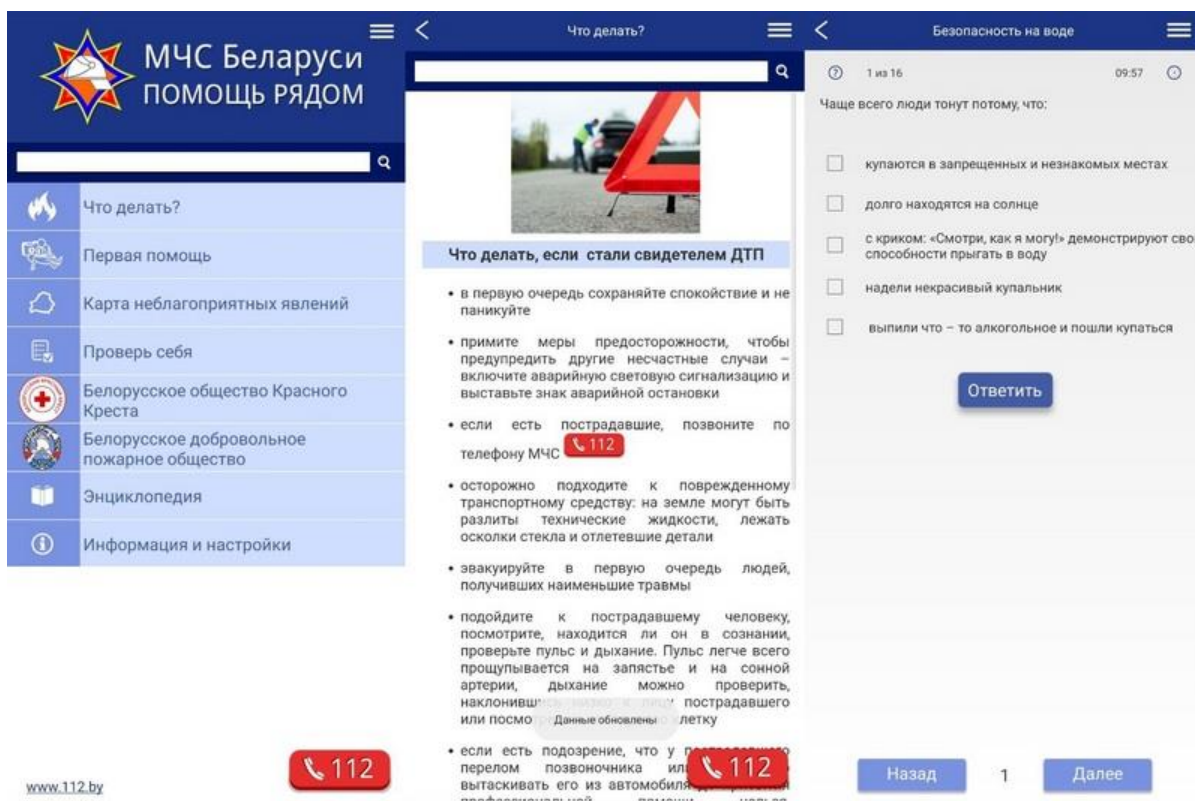 МЧС Беларуси
ПОМОЩЬ РЯДОМ
Что делать?
Первая помощь
Карта неблагоприятных явлений
Проверь себя
Белорусское общество Красного
Креста
Белорусское добровольное
пожарное общество
Энциклопедия
Информация и настройки
www.112.by
112
Что делать?
Что делать, если стали свидетелем ДТП
• в первую очередь сохраняйте спокойствие и не
паникуйте
• примите меры предосторожности, чтобы
предупредить другие несчастные случаи –
включите аварийную световую сигнализацию и
выставьте знак аварийной остановки
• если есть пострадавшие, позвоните по
телефону МЧС 112
• осторожно подходите к поврежденному
транспортному средству: на земле могут быть
разлиты технические жидкости, лежать
осколки стекла и отлетевшие детали
• эвакуируйте в первую очередь людей,
получивших наименьшие травмы
• подойдите к пострадавшему человеку,
посмотрите, находится ли он в сознании,
проверьте пульс и дыхание. Пульс легче всего
прощупывается на запястье и на сонной
артерии, дыхание можно проверить,
пострадавшего
или
Данные обновлены
• если есть подозрение, что у
перелом позвоночника
вытаскивать его из автомобиля
112
Безопасность на воде
1 из 16
09:57
Чаще всего люди тонут потому, что:
купаются в запрещенных и незнакомых местах
долго находятся на солнце
с криком: «Смотри, как я могу!» демонстрируют сво
способности прыгать в воду
надели некрасивый купальник
выпили что – то алкогольное и пошли купаться
Ответить
Назад
1
Далее